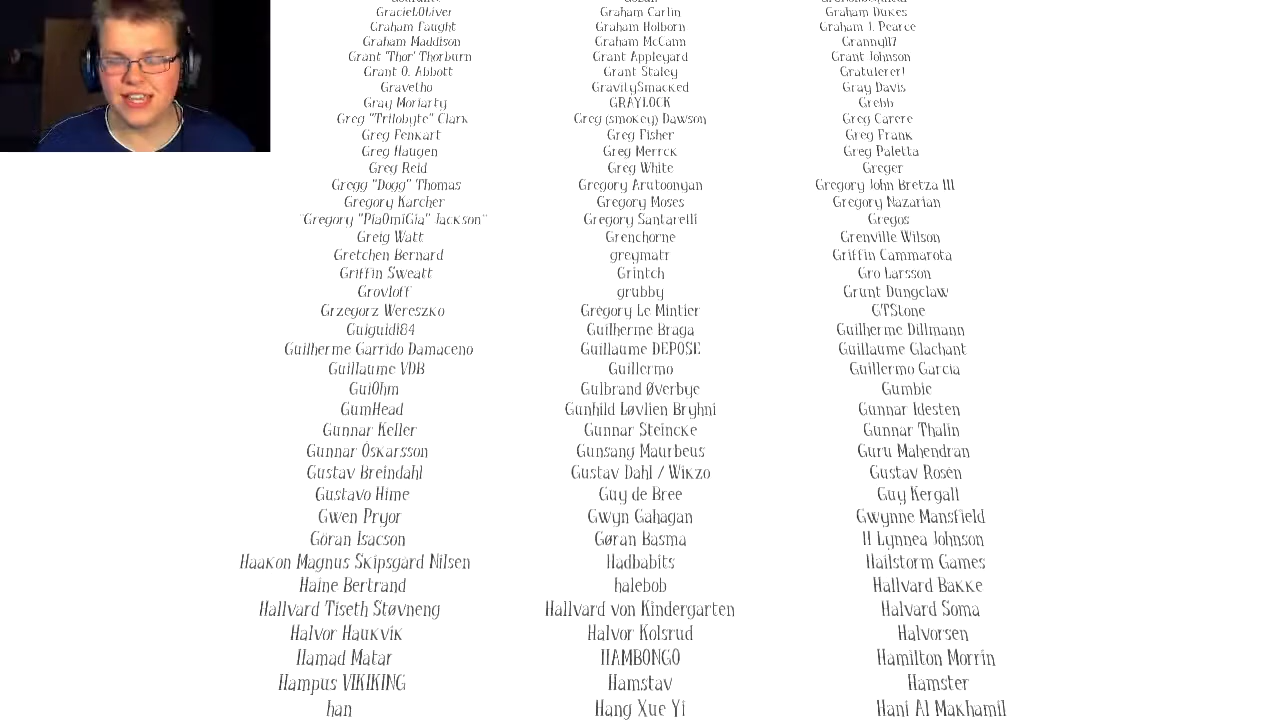 GracieLOLiver Graham Carlin Graham Dukes
Graham Faught Graham Holborn Graham J. Pearce
Graham Maddison Graham McCann Granny117
Grant 'Thor' Thorburn Grant Appleyard Grant Johnson
Grant O. Abbott Grant Staley Gratulerer!
Gravelho GravitySmacked Gray Davis
Gray Moriarty GRAYLOCK Grebb
Greg "Trilobyte" Clark Greg (smokey) Dawson Greg Carere
Greg Fenkart Greg Fisher Greg Frank
Greg Haugen Greg Merrck Greg Paletta
Greg Reid Greg White Greger
Gregg "Dogg" Thomas Gregory Arutoonyan Gregory John Bretza III
Gregory Karcher Gregory Moses Gregory Nazarian
"Gregory "PiaOmiGia" Jackson" Gregory Santarelli Gregos
Greig Watt Grenchorne Grenville Wilson
Gretchen Bernard greymatr Griffin Cammarota
Griffin Sweatt Grintch Gro Larsson
Grovloff grubby Grunt Dungclaw
Grzegorz Wereszko Grégory Le Mintier GTStone
Guiguid184 Guilherme Braga Guilherme Dillmann
Guilherme Garrido Damaceno Guillaume DEPOSE Guillaume Glachant
Guillaume VDB Guillermo Guillermo Garcia
GuiOhm Gulbrand Øverbye Gumbie
GumHead Gunhild Løvlien Bryhni Gunnar Idesten
Gunnar Keller Gunnar Steincke Gunnar Thalin
Gunnar Óskarsson Gunsang Maurbeus Guru Mahendran
Gustav Breindahl Gustav Dahl / Wikzo Gustav Rosén
Gustavo Hime Guy de Bree Guy Kergall
Gwen Pryor Gwyn Gahagan Gwynne Mansfield
Göran Isacson Gøran Basma H Lynnea Johnson
Haakon Magnus Skipsgard Nilsen Hadbabits Hailstorm Games
Haine Bertrand halebob Hallvard Bakke
Hallvard Tiseth Støvneng Hallvard von Kindergarten Halvard Soma
Halvor Haukvik Halvor Kolsrud Halvorsen
Hamad Matar HAMBONGO Hamilton Morrin
Hampus VIKIKING Hamstav Hamster
han Hang Xue Yi Hani Al Makhamil